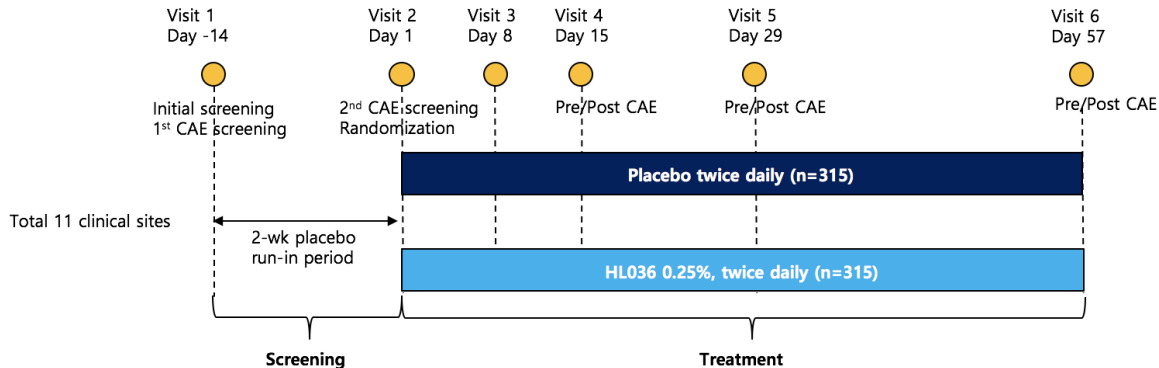 Visit 1
Day -14
Visit 2
Day 1
Visit 3
Day 8
Visit 4
Day 15
Visit 5
Day 29
Visit 6
Day 57
Initial screening
1st CAE screening
2nd CAE screening
Randomization
Pre/Post CAE
Pre/Post CAE
Pre/Post CAE
Placebo twice daily (n=315)
Total 11 clinical sites
2-wk placebo
run-in period
HL036 0.25%, twice daily (n=315)
Screening
Treatment